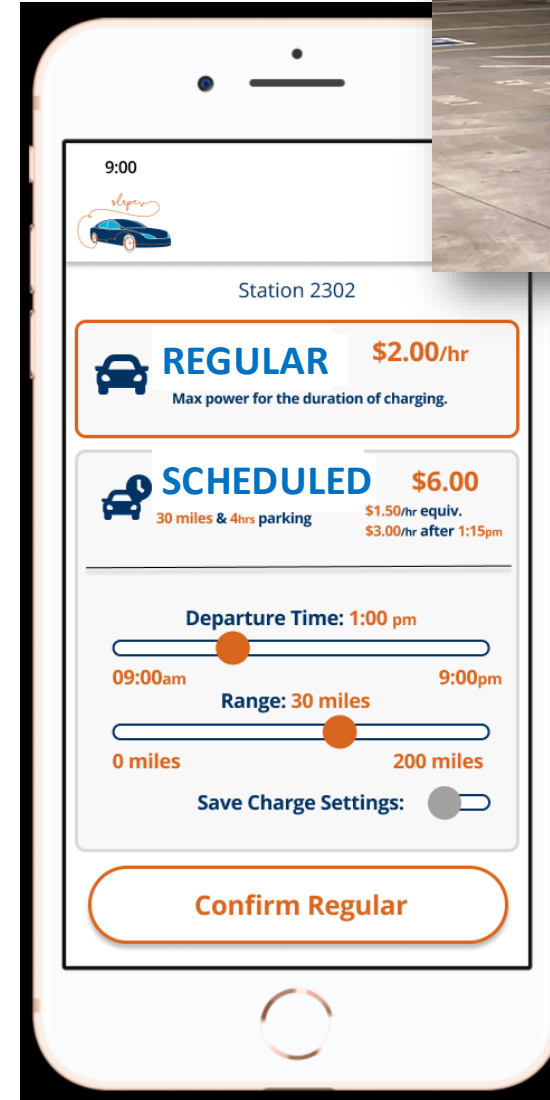 9:00
slrpev
Station 2302
REGULAR $2.00/hr
Max power for the duration of charging.
SCHEDULED $6.00
30 miles & 4hrs parking $1.50/hr equiv.
$3.00/hr after 1:15pm
Departure Time: 1:00 pm
09:00am 9:00pm
Range: 30 miles
0 miles 200 miles
Save Charge Settings:
Confirm Regular